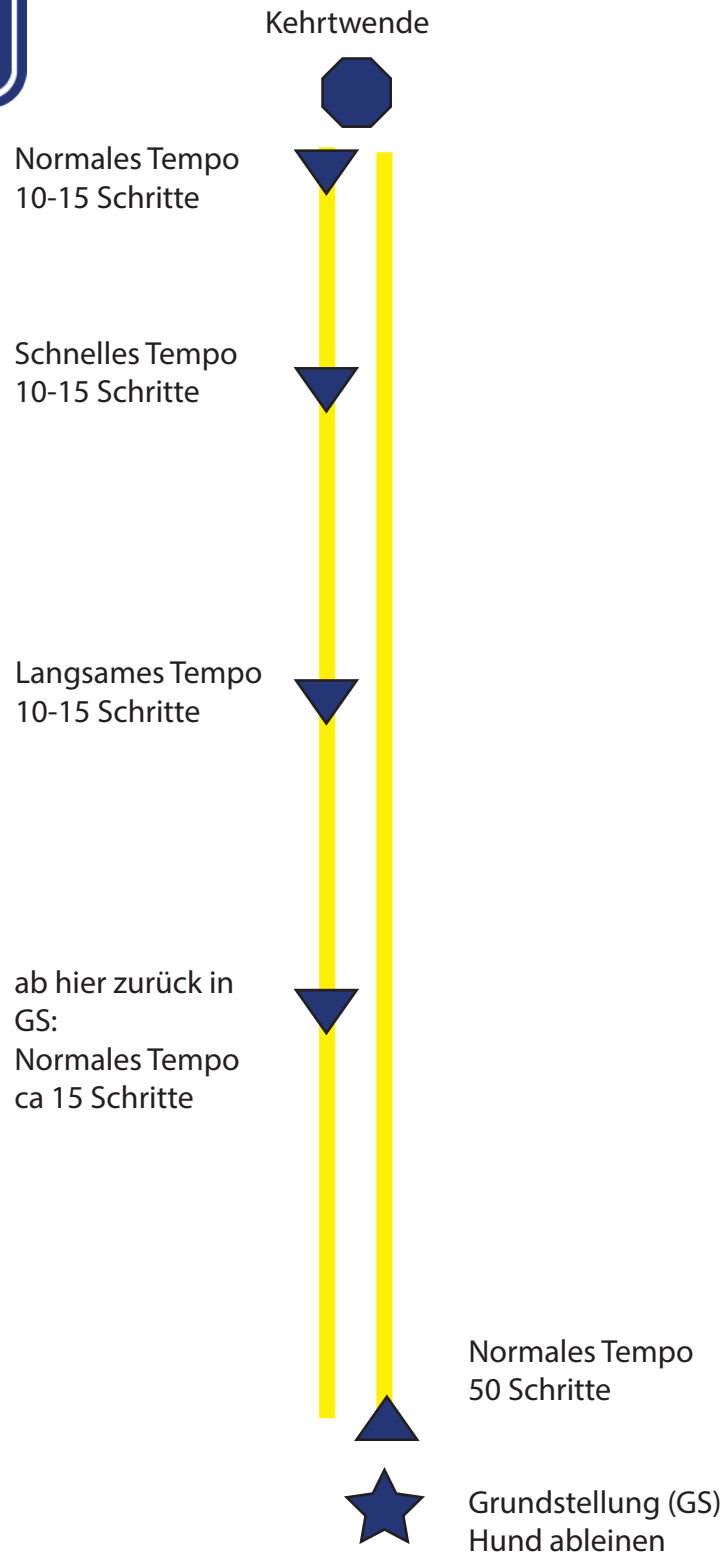 Kehrtwende
Normales Tempo
10-15 Schritte
Schnelles Tempo
10-15 Schritte
Langsames Tempo
10-15 Schritte
ab hier zurück in
GS:
Normales Tempo
ca 15 Schritte
Normales Tempo
50 Schritte
Grundstellung (GS)
Hund ableinen